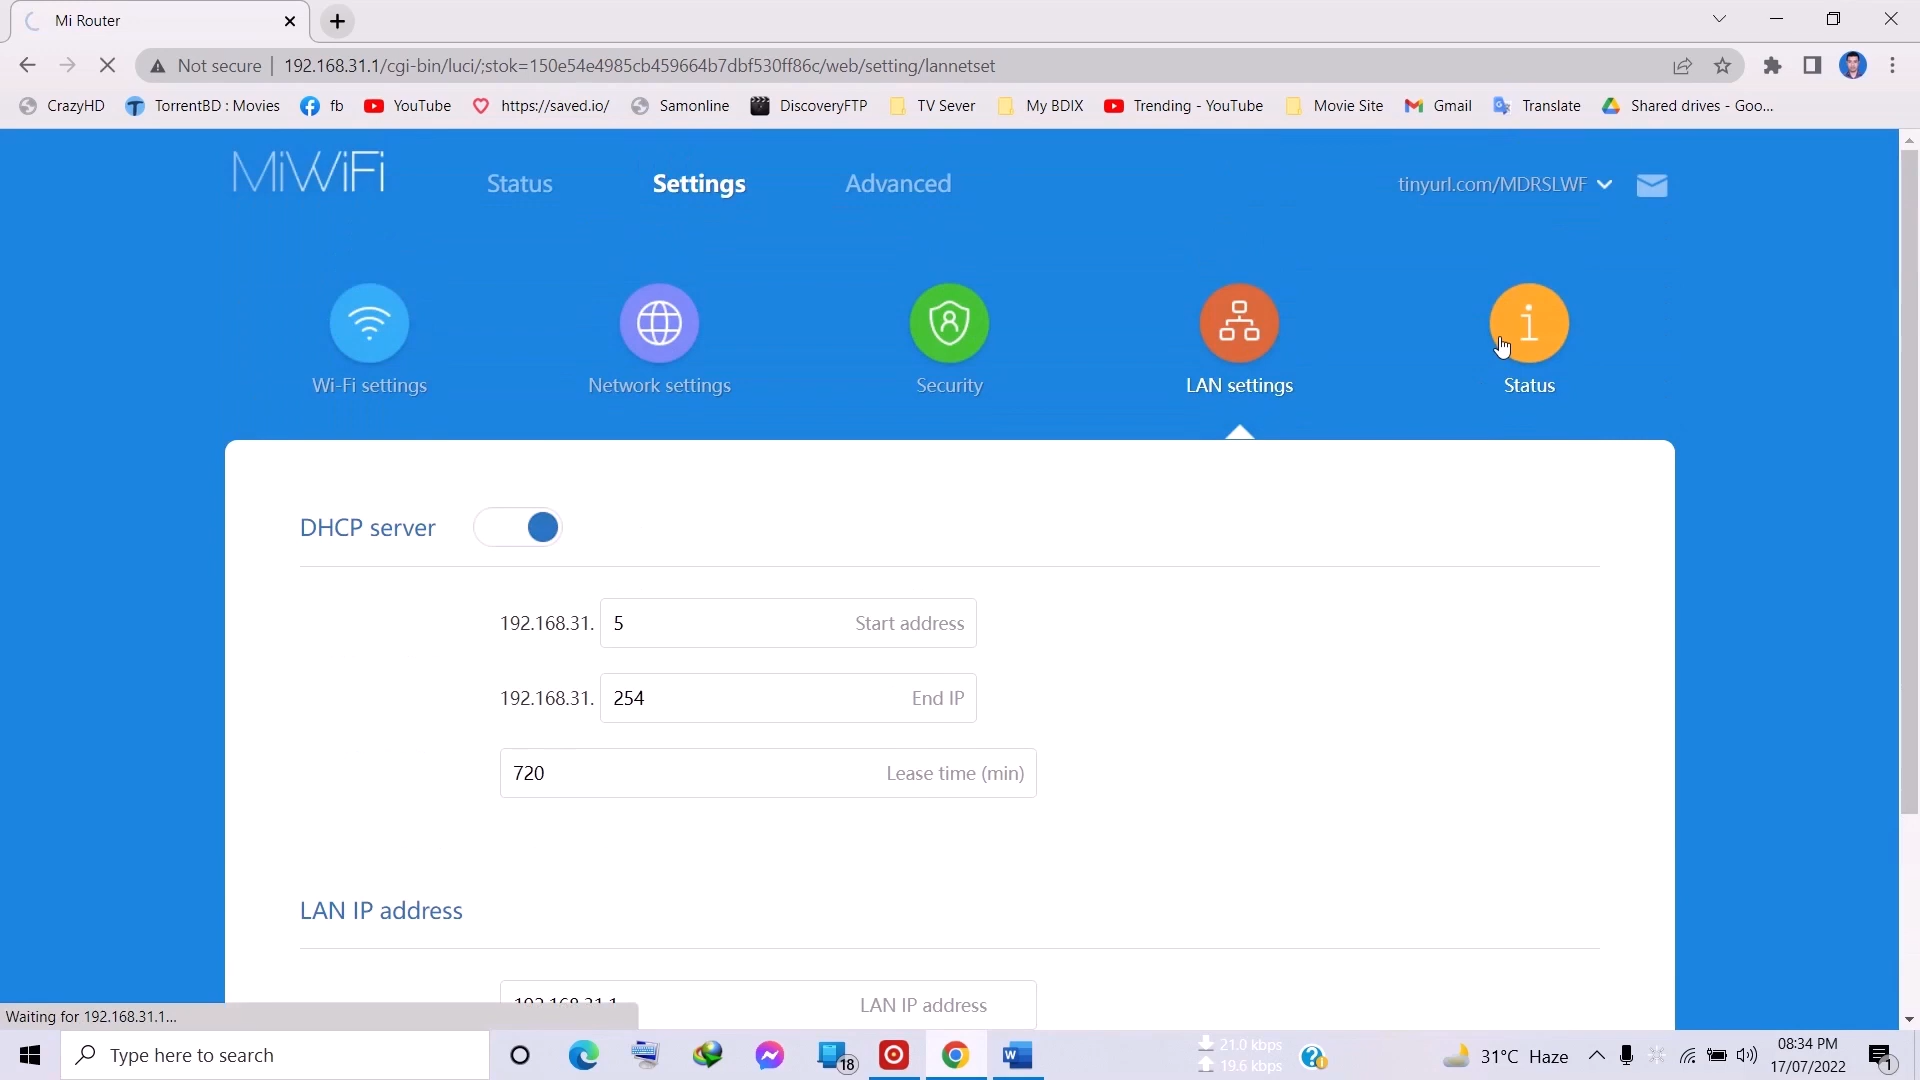 Mi Router
Not secure
192.168.31.1/cgi-bin/luci/;stok=150e54e4985cb459664b7dbf530ff86c/web/setting/lannetset
CrazyHD
TorrentBD : Movies
fb
YouTube
https://saved.io/
Samonline
DiscoveryFTP
TV Sever
My BDIX
Trending - YouTube
Movie Site
Gmail
Translate
Shared drives - Goo...
MiWiFi
Status
Settings
Advanced
tinyurl.com/MDRSLWF
Wi-Fi settings
Network settings
Security
LAN settings
Status
DHCP server
192.168.31. 5 Start address
192.168.31. 254 End IP
720 Lease time (min)
LAN IP address
192.168.31.1 LAN IP address
Waiting for 192.168.31.1...
Type here to search
18
21.0 kbps
19.6 kbps
31°C Haze
08:34 PM
17/07/2022
1